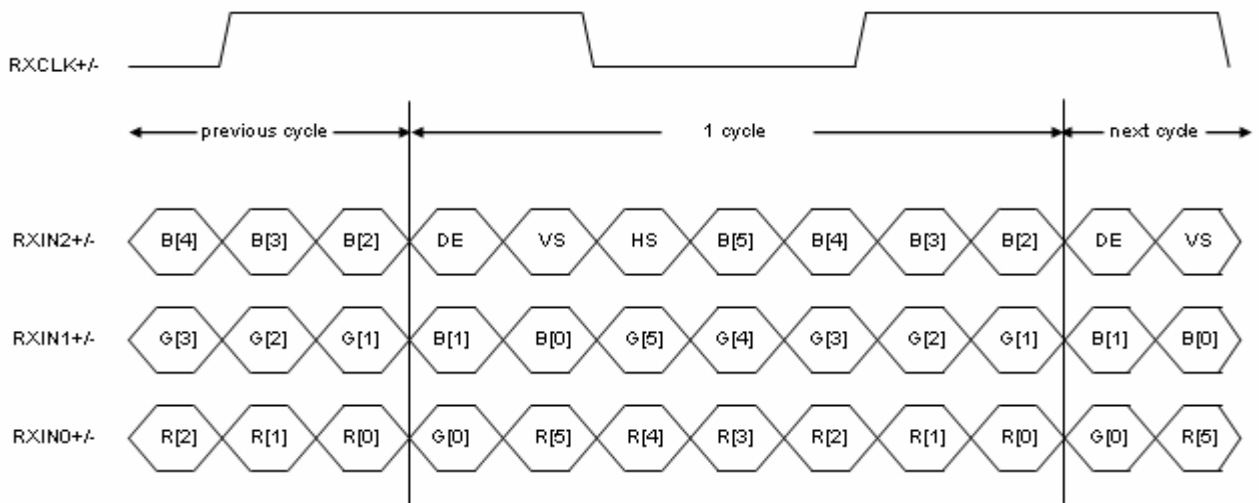 RXCLK+/-
previous cycle 1 cycle next cycle
RXIN2+/- B[4] B[3] B[2] DE VS HS B[5] B[4] B[3] B[2] DE VS
RXIN1+/- G[3] G[2] G[1] B[1] B[0] G[5] G[4] G[3] G[2] G[1] B[1] B[0]
RXIN0+/- R[2] R[1] R[0] G[0] R[5] R[4] R[3] R[2] R[1] R[0] G[0] R[5]